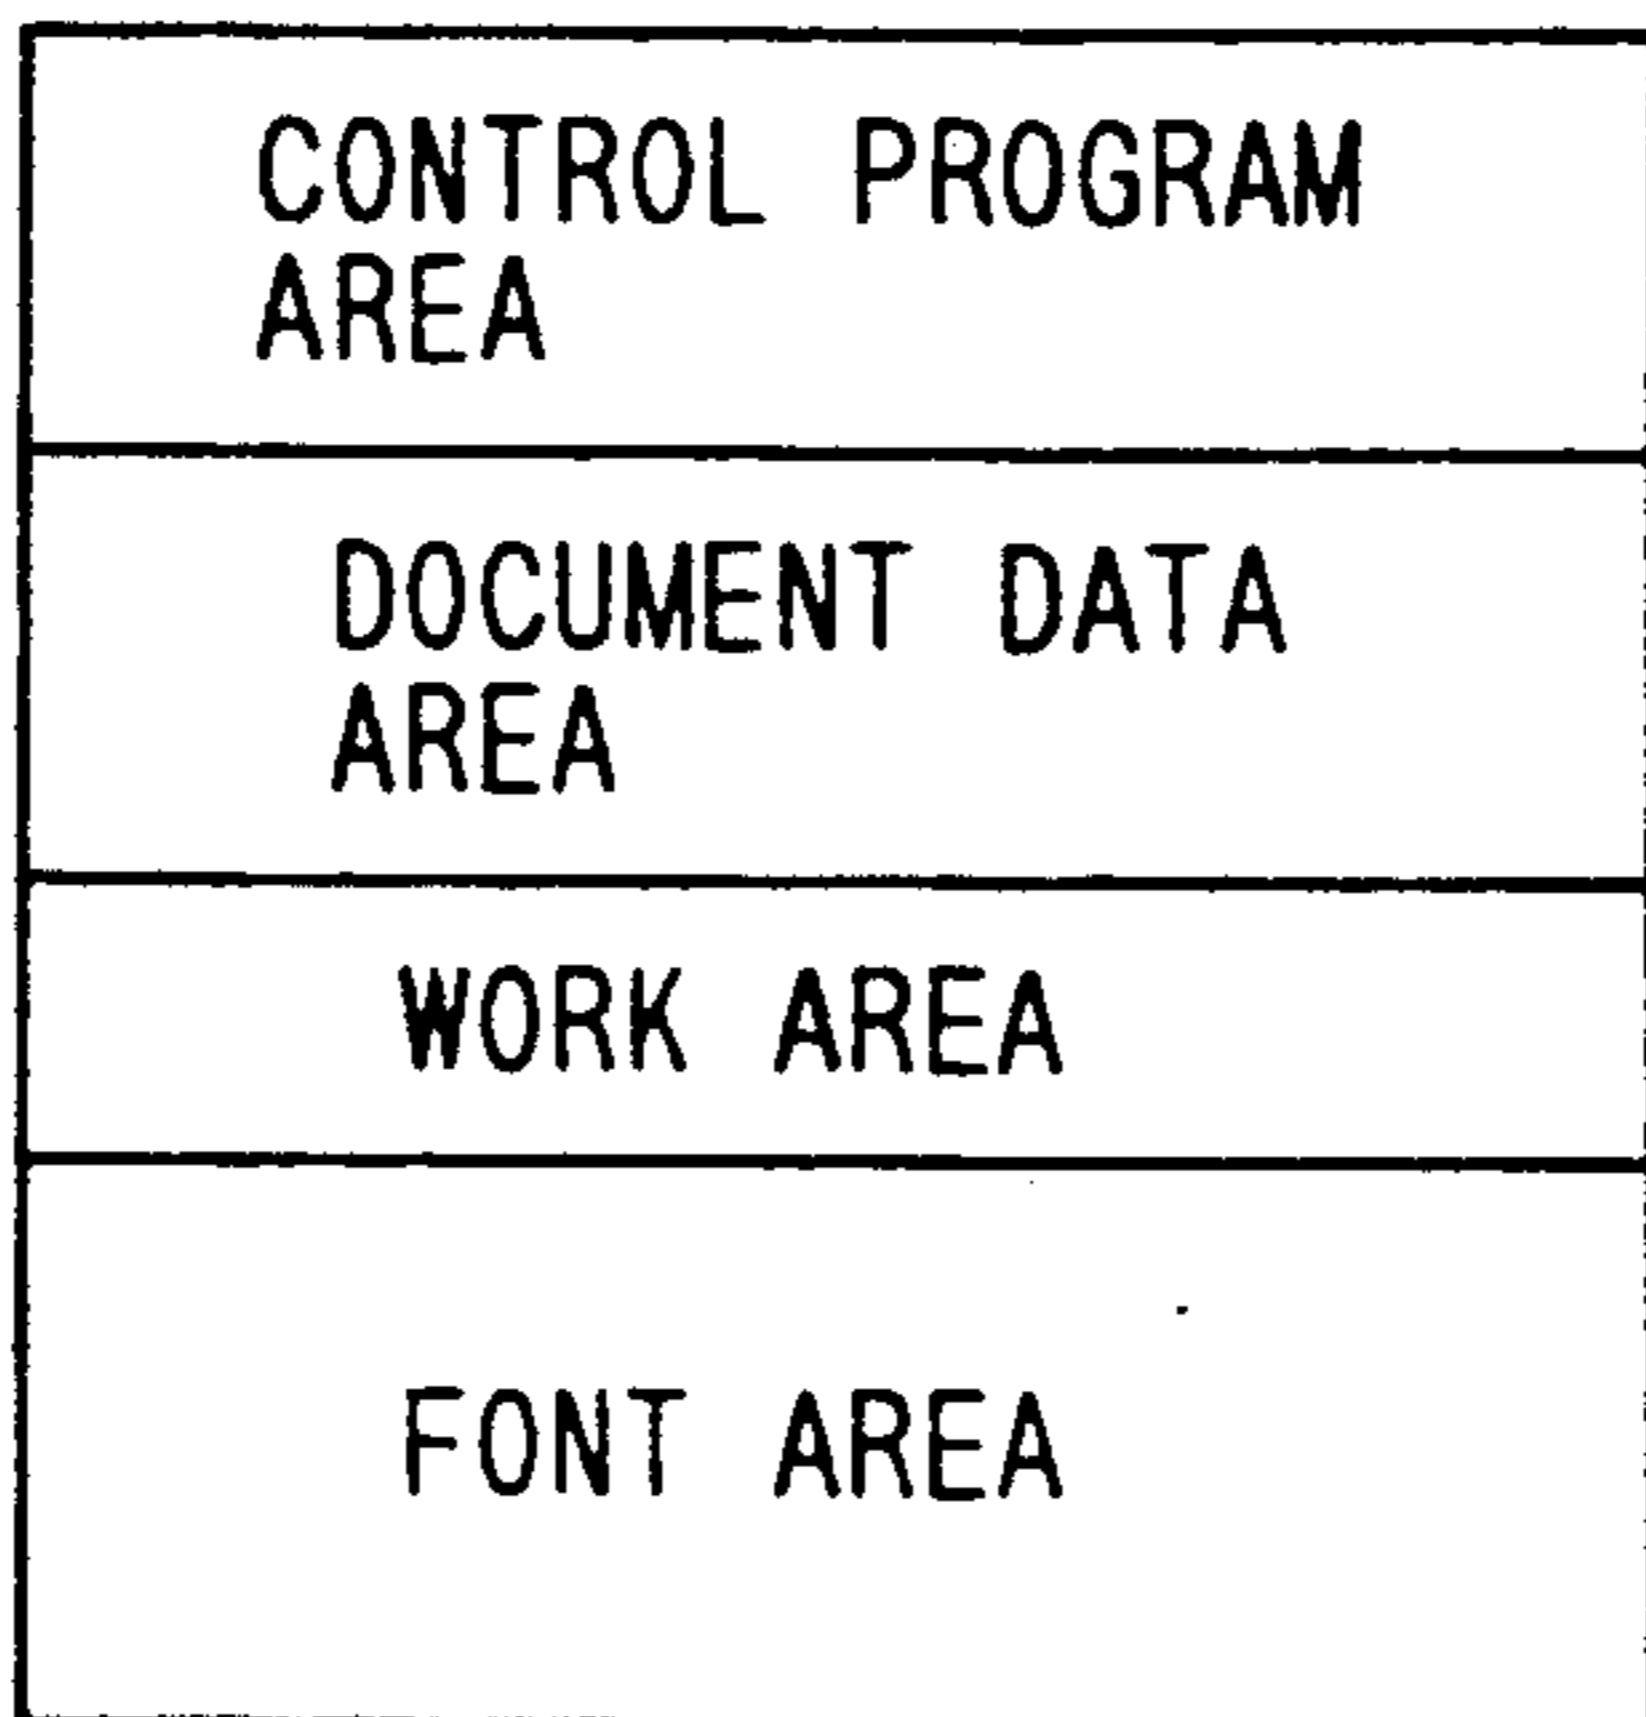 CONTROL PROGRAM
AREA
DOCUMENT DATA
AREA
WORK AREA
FONT AREA